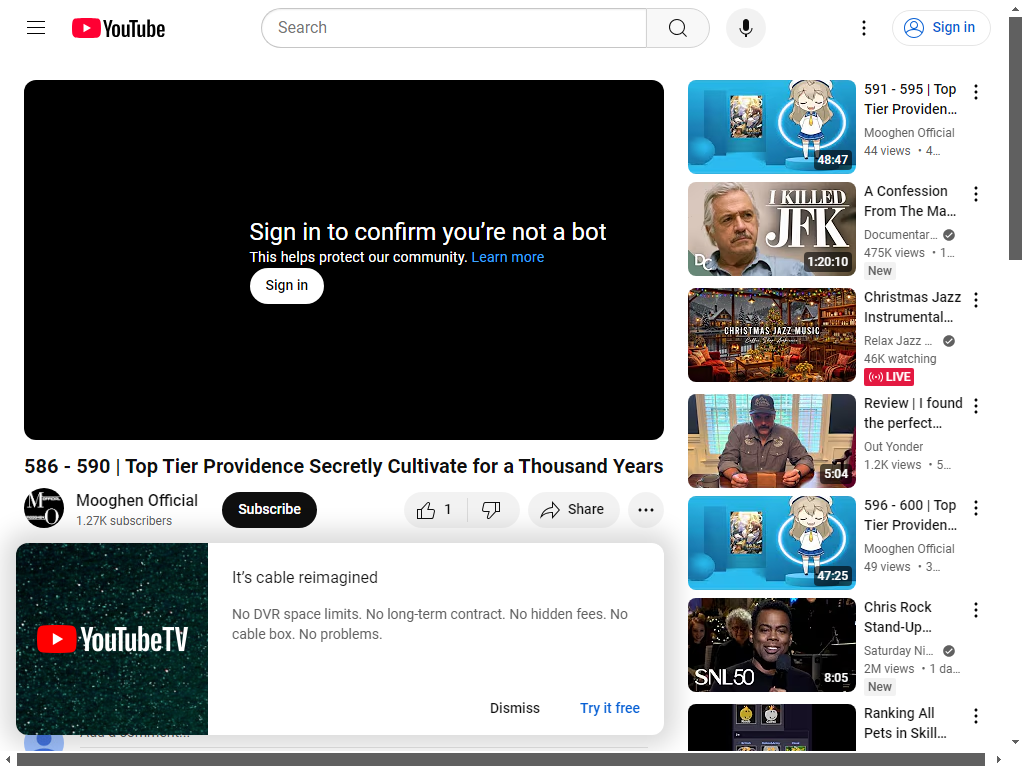 YouTube
Search
Sign in
Sign in to confirm you're not a bot
This helps protect our community. Learn more
Sign in
586 - 590 | Top Tier Providence Secretly Cultivate for a Thousand Years
Mooghen Official
1.27K subscribers
Subscribe
1
Share
YouTubeTV
It's cable reimagined
No DVR space limits. No long-term contract. No hidden fees. No
cable box. No problems.
Dismiss
Try it free
Add a comment...
591 - 595 | Top
Tier Providen...
Mooghen Official
44 views • 4...
48:47
I KILLED
JFK
DC
1:20:10
A Confession
From The Ma...
Documentar...
475K views • 1...
New
CHRISTMAS JAZZ MUSIC
Christmas Jazz
Instrumental...
Relax Jazz ...
46K watching
LIVE
5:04
Review | I found
the perfect...
Out Yonder
1.2K views • 5...
47:25
596 - 600 | Top
Tier Providen...
Mooghen Official
49 views • 3...
SNL50
8:05
Chris Rock
Stand-Up...
Saturday Ni...
2M views • 1 da...
New
Ranking All
Pets in Skill...